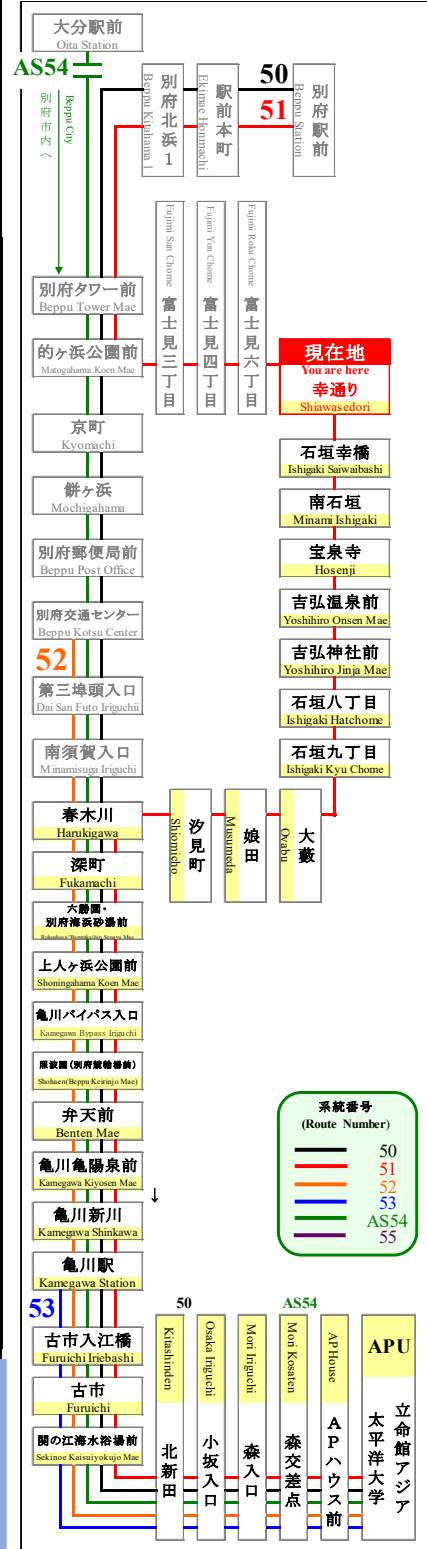 大分駅前
Oita Station
AS54
Beppu City
別府市内へ
50
51
別府北浜1
Beppu Kitahama 1
駅前本町
Ekimae Honmachi
別府駅前
Beppu Station
別府タワー前
Beppu Tower Mae
的ヶ浜公園前
Matogahama Koen Mae
Fujimi San Chome
富士見三丁目
Fujimi Yon Chome
富士見四丁目
Fujimi Roku Chome
富士見六丁目
現在地
You are here
幸通り
Shiawasedori
京町
Kyomachi
餅ヶ浜
Mochigahama
別府郵便局前
Beppu Post Office
別府交通センター
Beppu Kotsu Center
52
第三埠頭入口
Dai San Futo Iriguchii
南須賀入口
Minamisuga Iriguchi
石垣幸橋
Ishigaki Saiwaibashi
南石垣
Minami Ishigaki
宝泉寺
Hosenji
吉弘温泉前
Yoshihiro Onsen Mae
吉弘神社前
Yoshihiro Jinja Mae
石垣八丁目
Ishigaki Hatchome
石垣九丁目
Ishigaki Kyu Chome
春木川
Harukigawa
汐見町
Shiomicho
娘田
Musumeda
大藪
Oyabu
深町
Fukamachi
六勝園・
別府海浜砂湯前
上人ヶ浜公園前
Shoningahama Koen Mae
亀川バイパス入口
Kamegawa Bypass Iriguchi
照波園(別府競輪場前)
Shohaen(Beppu Keirinjo Mae)
弁天前
Benten Mae
亀川亀陽泉前
Kamegawa Kiyosen Mae
↓
亀川新川
Kamegawa Shinkawa
亀川駅
Kamegawa Station
53
古市入江橋
Furuichi Iriebashi
古市
Furuichi
関の江海水浴場前
Sekinoe Kaisuiyokujo Mae
系統番号
(Route Number)
50
51
52
53
AS54
55
50
AS54
Kitashinden
北新田
Osaka Iriguchi
小坂入口
Mori Iriguchi
森入口
Mori Kosaten
森交差点
AP House
APハウス前
APU
立命館アジア
太平洋大学